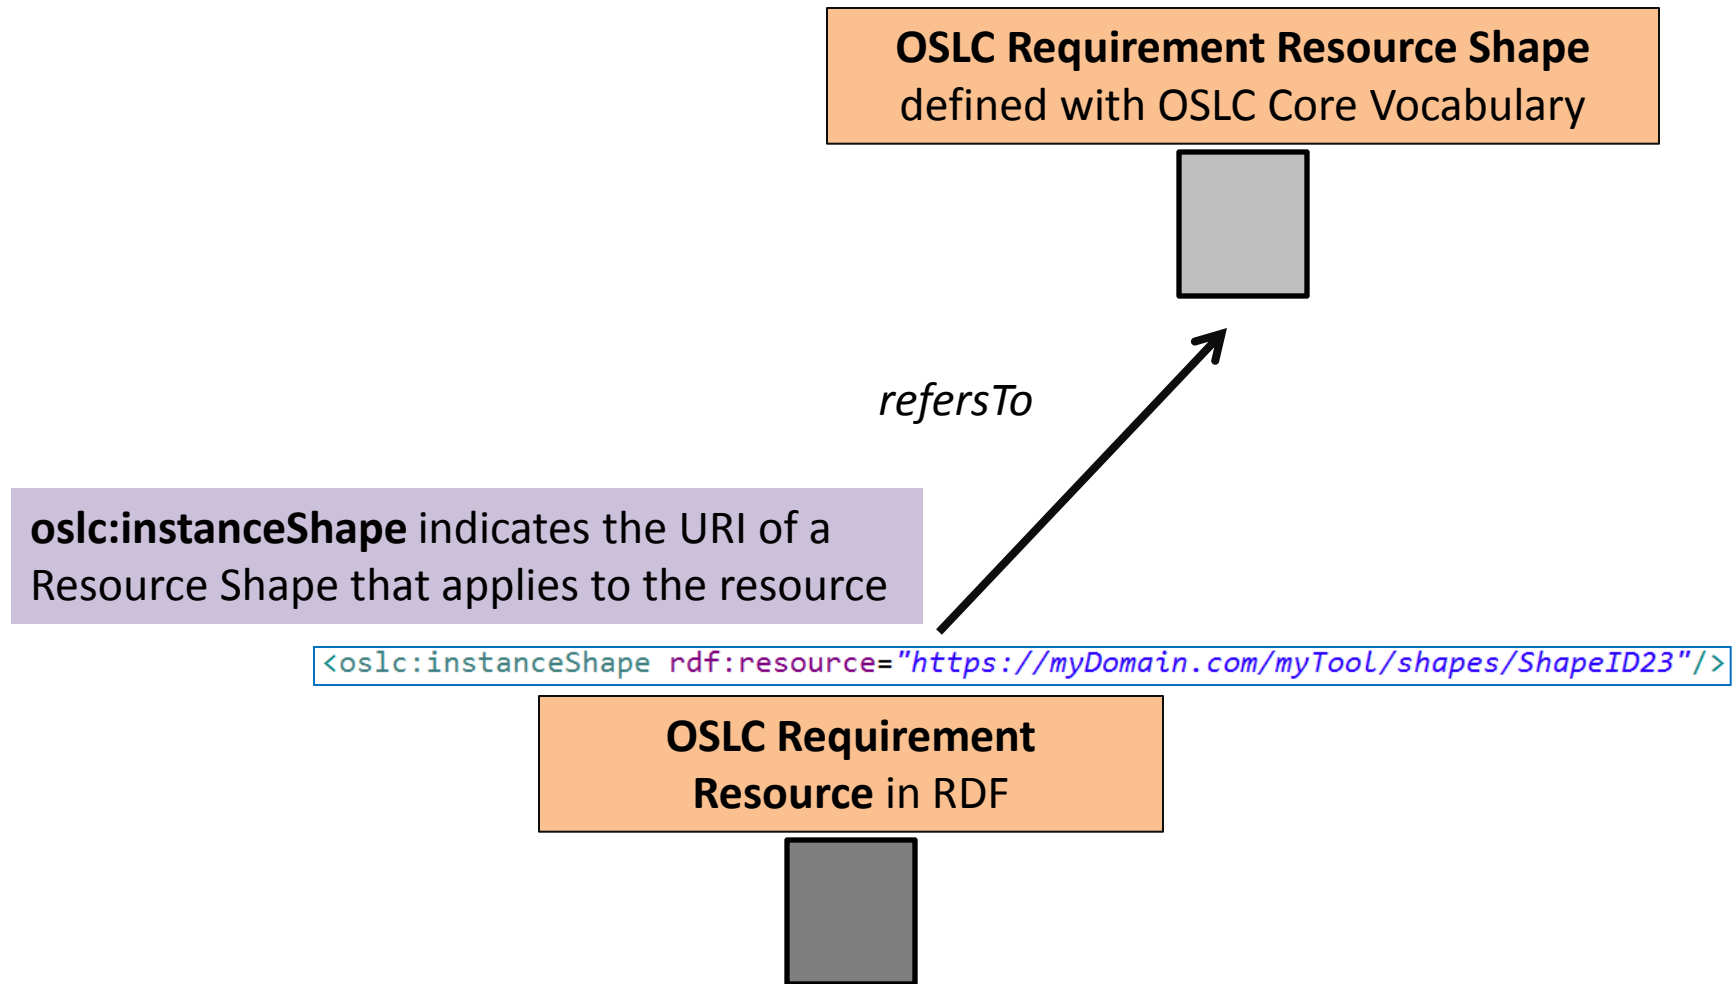 OSLC Requirement Resource Shape
defined with OSLC Core Vocabulary
refersTo
oslc:instanceShape indicates the URI of a
Resource Shape that applies to the resource
<oslc:instanceShape rdf:resource="https://myDomain.com/myTool/shapes/ShapeID23"/>
OSLC Requirement
Resource in RDF